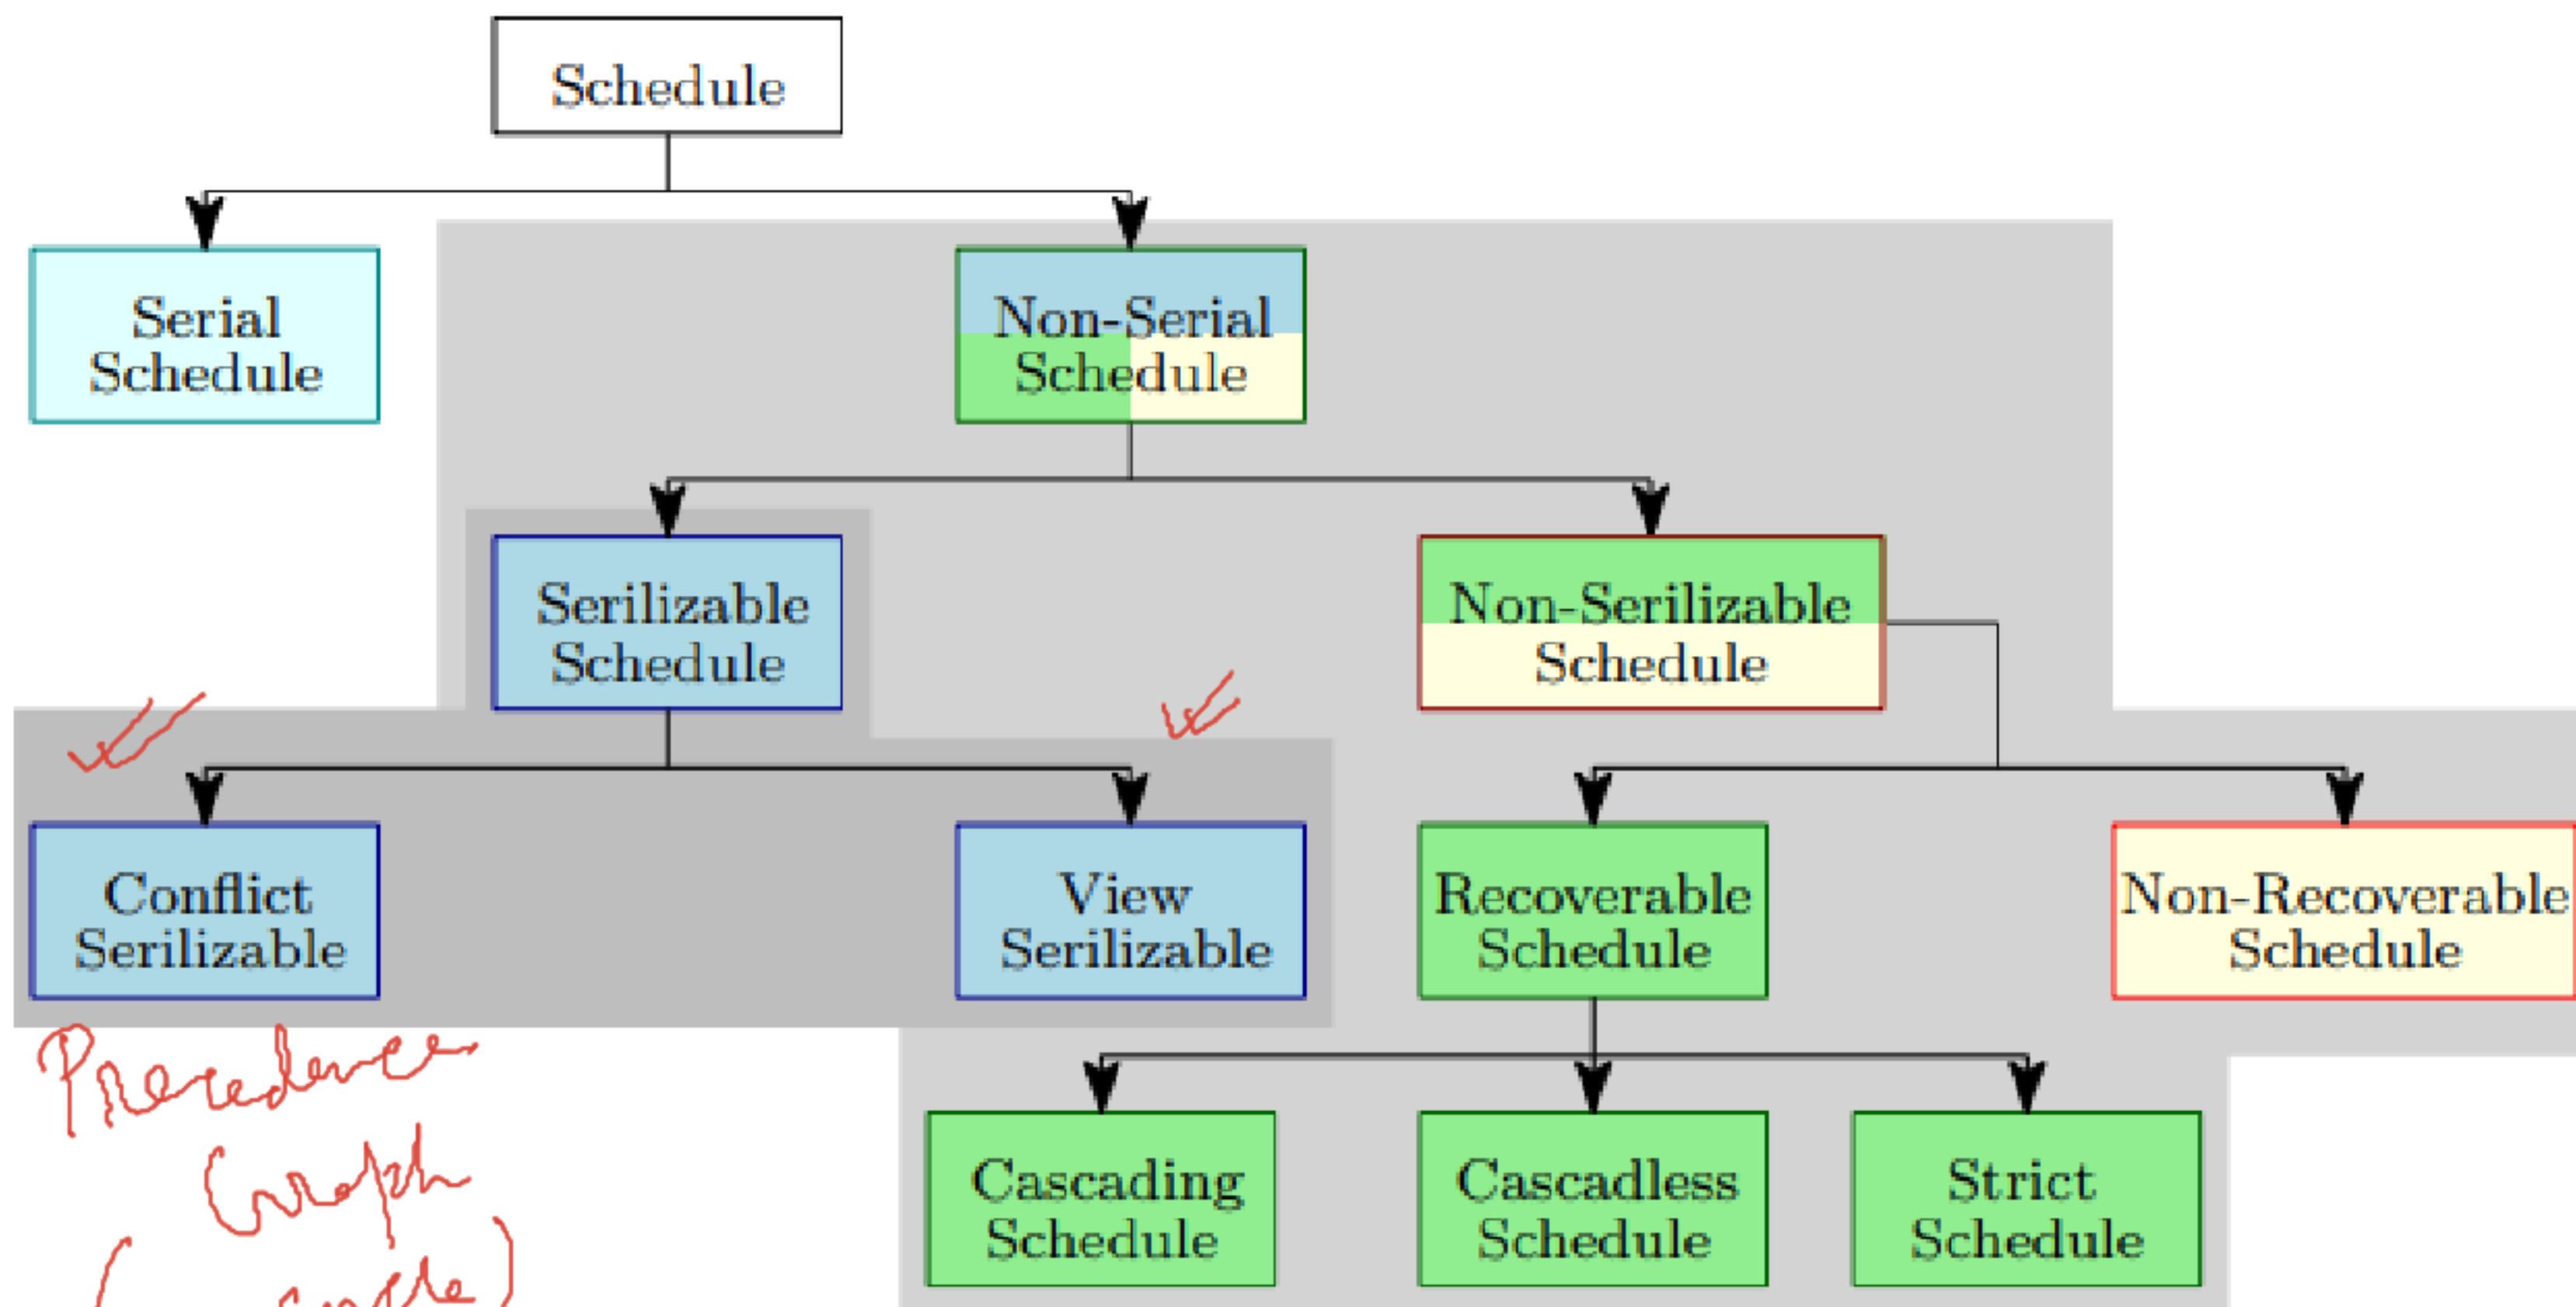 Schedule
Serial
Schedule
Non-Serial
Schedule
Serilizable
Schedule
Non-Serilizable
Schedule
Conflict
Serilizable
View
Serilizable
Recoverable
Schedule
Non-Recoverable
Schedule
Precedence
Graph
Cascading
Schedule
Cascadless
Schedule
Strict
Schedule